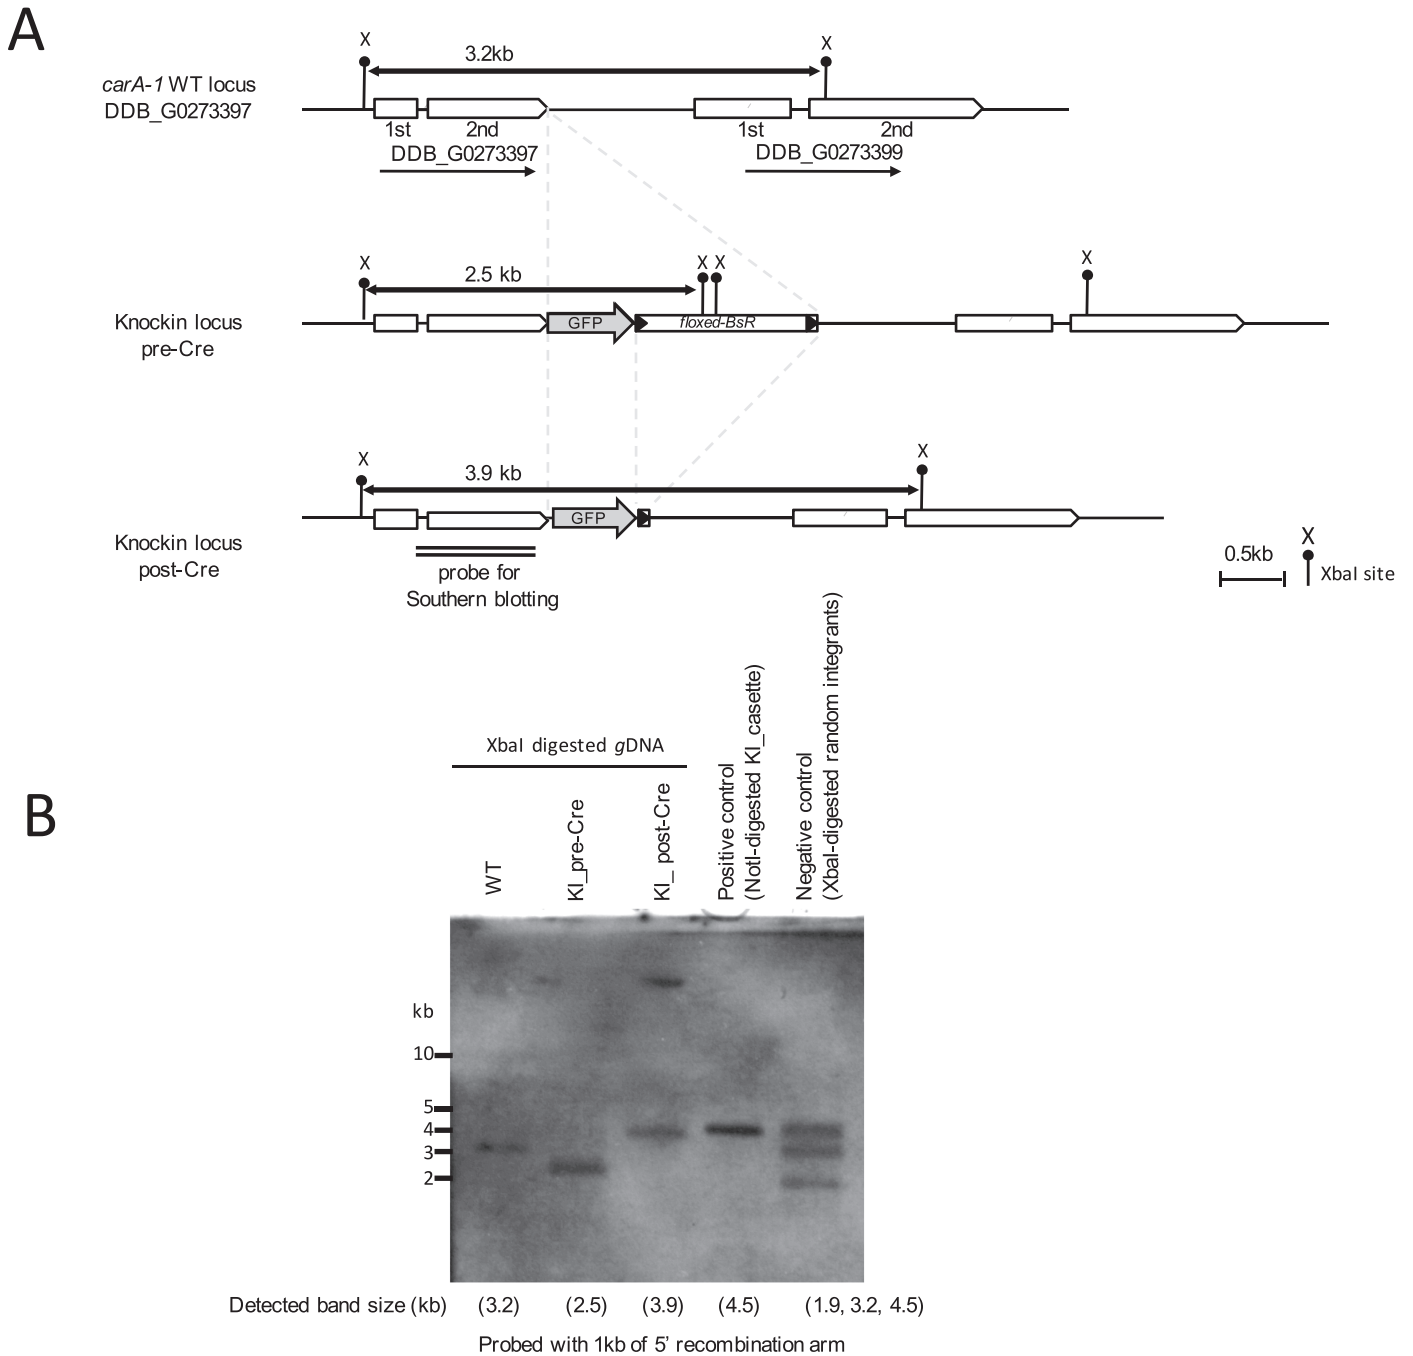 A
X
X
3.2kb
carA-1 WT locus
DDB_G0273397
1st
2nd
1st
2nd
DDB_G0273397
DDB_G0273399
X
2.5 kb
X X
X
Knockin locus
pre-Cre
GFP
floxed-BsR
X
3.9 kb
X
GFP
Knockin locus
post-Cre
probe for
Southern blotting
0.5kb
X
XbaI site
B
XbaI digested gDNA
WT
KI_pre-Cre
KI_ post-Cre
Positive control
(NotI-digested KI_casette)
Negative control
(XbaI-digested random integrants)
kb
10
5
4
3
2
Detected band size (kb) (3.2) (2.5) (3.9) (4.5) (1.9, 3.2, 4.5)
Probed with 1kb of 5’ recombination arm